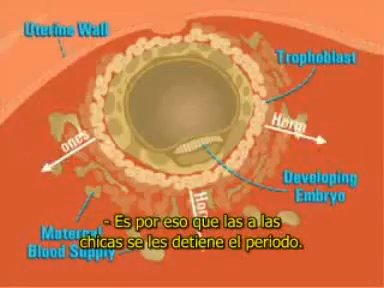 Uterine Wall
Trophoblast
Horm
ones
Developing
Embryo
Hor
Maternal
Blood Supply
- Es por eso que las a las
chicas se les detiene el periodo.